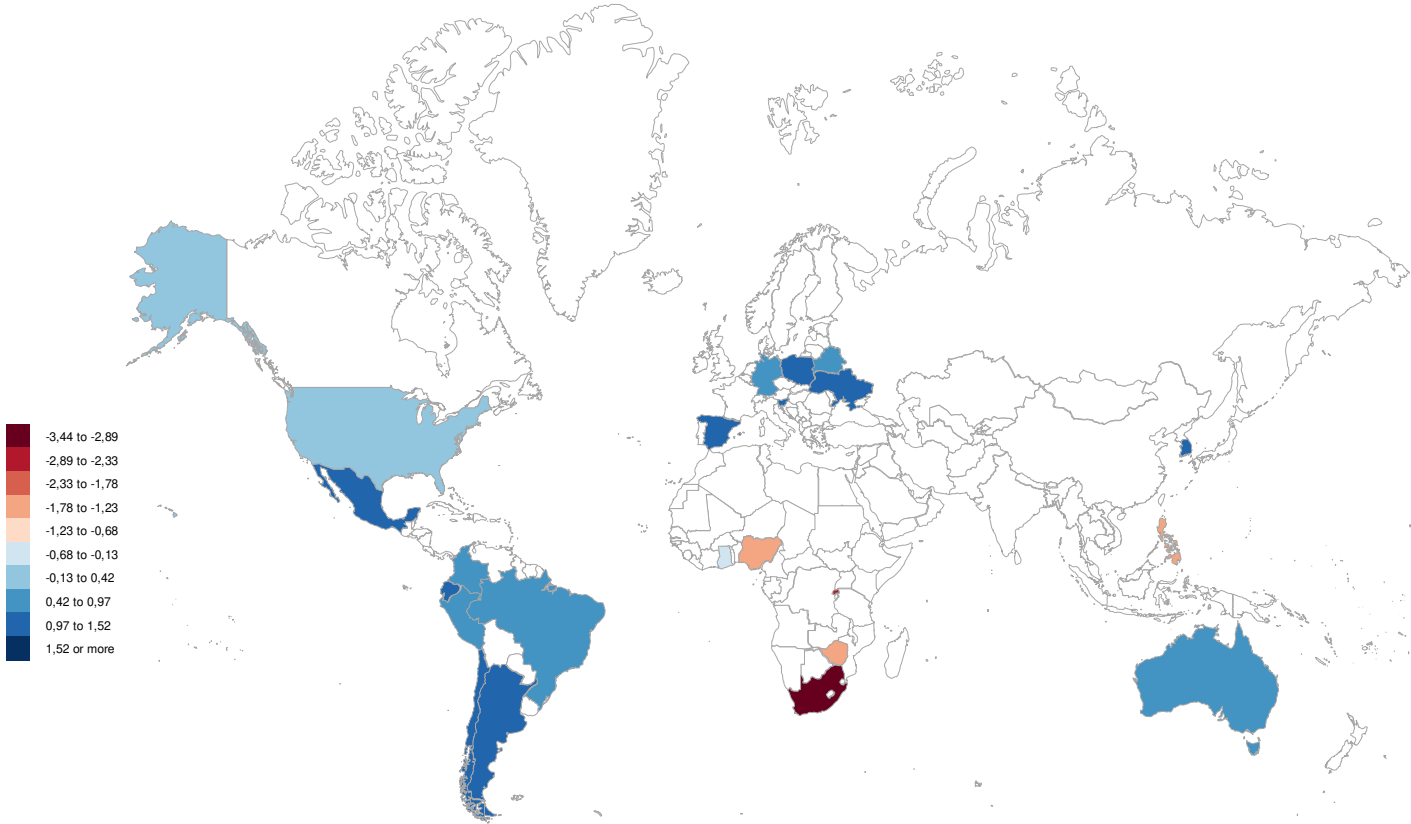 -3,44 to -2,89
-2,89 to -2,33
-2,33 to -1,78
-1,78 to -1,23
-1,23 to -0,68
-0,68 to -0,13
-0,13 to 0,42
0,42 to 0,97
0,97 to 1,52
1,52 or more